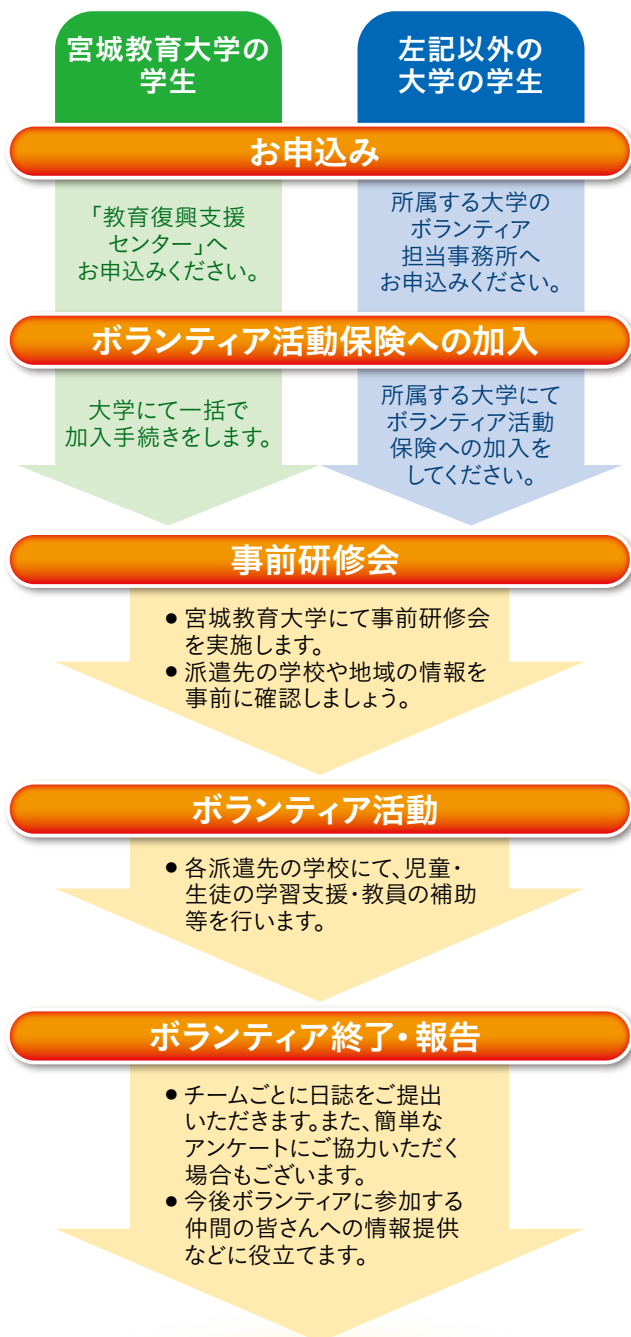 宮城教育大学の
学生
左記以外の
大学の学生
お申込み
「教育復興支援
センター」へ
お申込みください。
所属する大学の
ボランティア
担当事務所へ
お申込みください。
ボランティア活動保険への加入
大学にて一括で
加入手続きをします。
所属する大学にて
ボランティア活動
保険への加入を
してください。
事前研修会
● 宮城教育大学にて事前研修会
を実施します。
● 派遣先の学校や地域の情報を
事前に確認しましょう。
ボランティア活動
● 各派遣先の学校にて、児童・
生徒の学習支援・教員の補助
等を行います。
ボランティア終了・報告
● チームごとに日誌をご提出
いただきます。また、簡単な
アンケートにご協力いただく
場合もございます。
● 今後ボランティアに参加する
仲間の皆さんへの情報提供
などに役立てます。